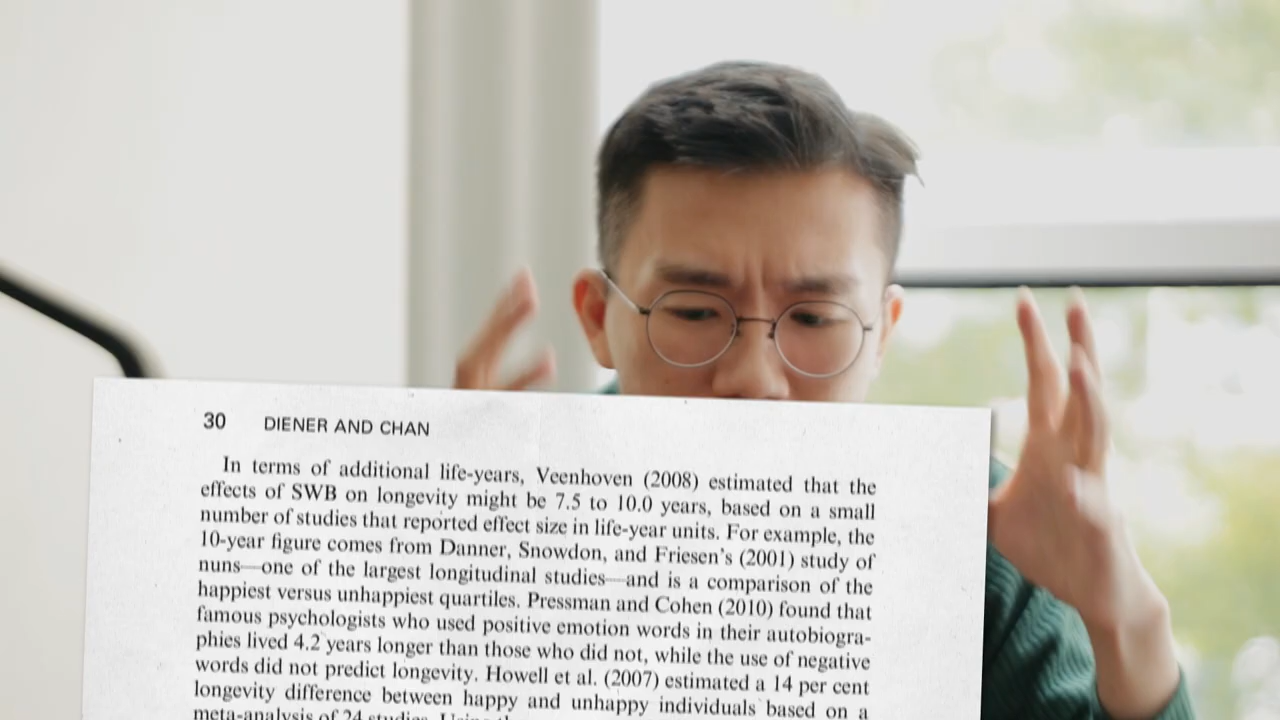 30 DIENER AND CHAN
In terms of additional life-years, Veenhoven (2008) estimated that the
effects of SWB on longevity might be 7.5 to 10.0 years, based on a small
number of studies that reported effect size in life-year units. For example, the
10-year figure comes from Danner, Snowdon, and Friesen's (2001) study of
nuns—one of the largest longitudinal studies—and is a comparison of the
happiest versus unhappiest quartiles. Pressman and Cohen (2010) found that
famous psychologists who used positive emotion words in their autobiogra-
phies lived 4.2 years longer than those who did not, while the use of negative
words did not predict longevity. Howell et al. (2007) estimated a 14 per cent
longevity difference between happy and unhappy individuals based on a
meta-analysis of 24 studies. Using the